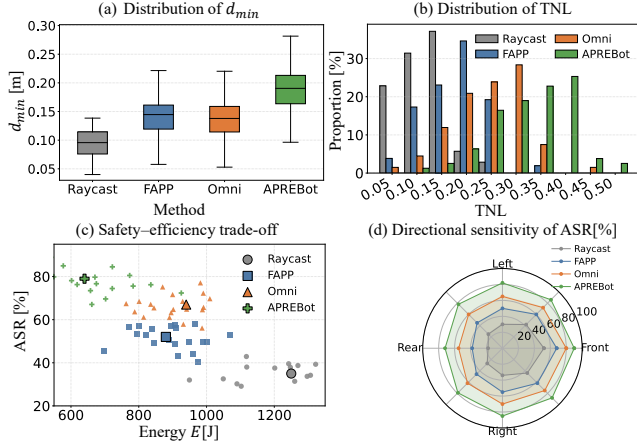 (a) Distribution of d_min
d_min [m]
0.30
0.25
0.20
0.15
0.10
0.05
Raycast FAPP Omni APREBot
Method
(b) Distribution of TNL
Raycast Omni
FAPP APREBot
Proportion [%]
30
20
10
0
0.05 0.10 0.15 0.20 0.25 0.30 0.35 0.40 0.45 0.50
TNL
(c) Safety–efficiency trade-off
Raycast
FAPP
Omni
APREBot
ASR [%]
80
60
40
20
600 800 1000 1200
Energy E[J]
(d) Directional sensitivity of ASR[%]
Raycast
FAPP
Omni
APREBot
Left
Rear
Front
Right
20 40 60 80 100